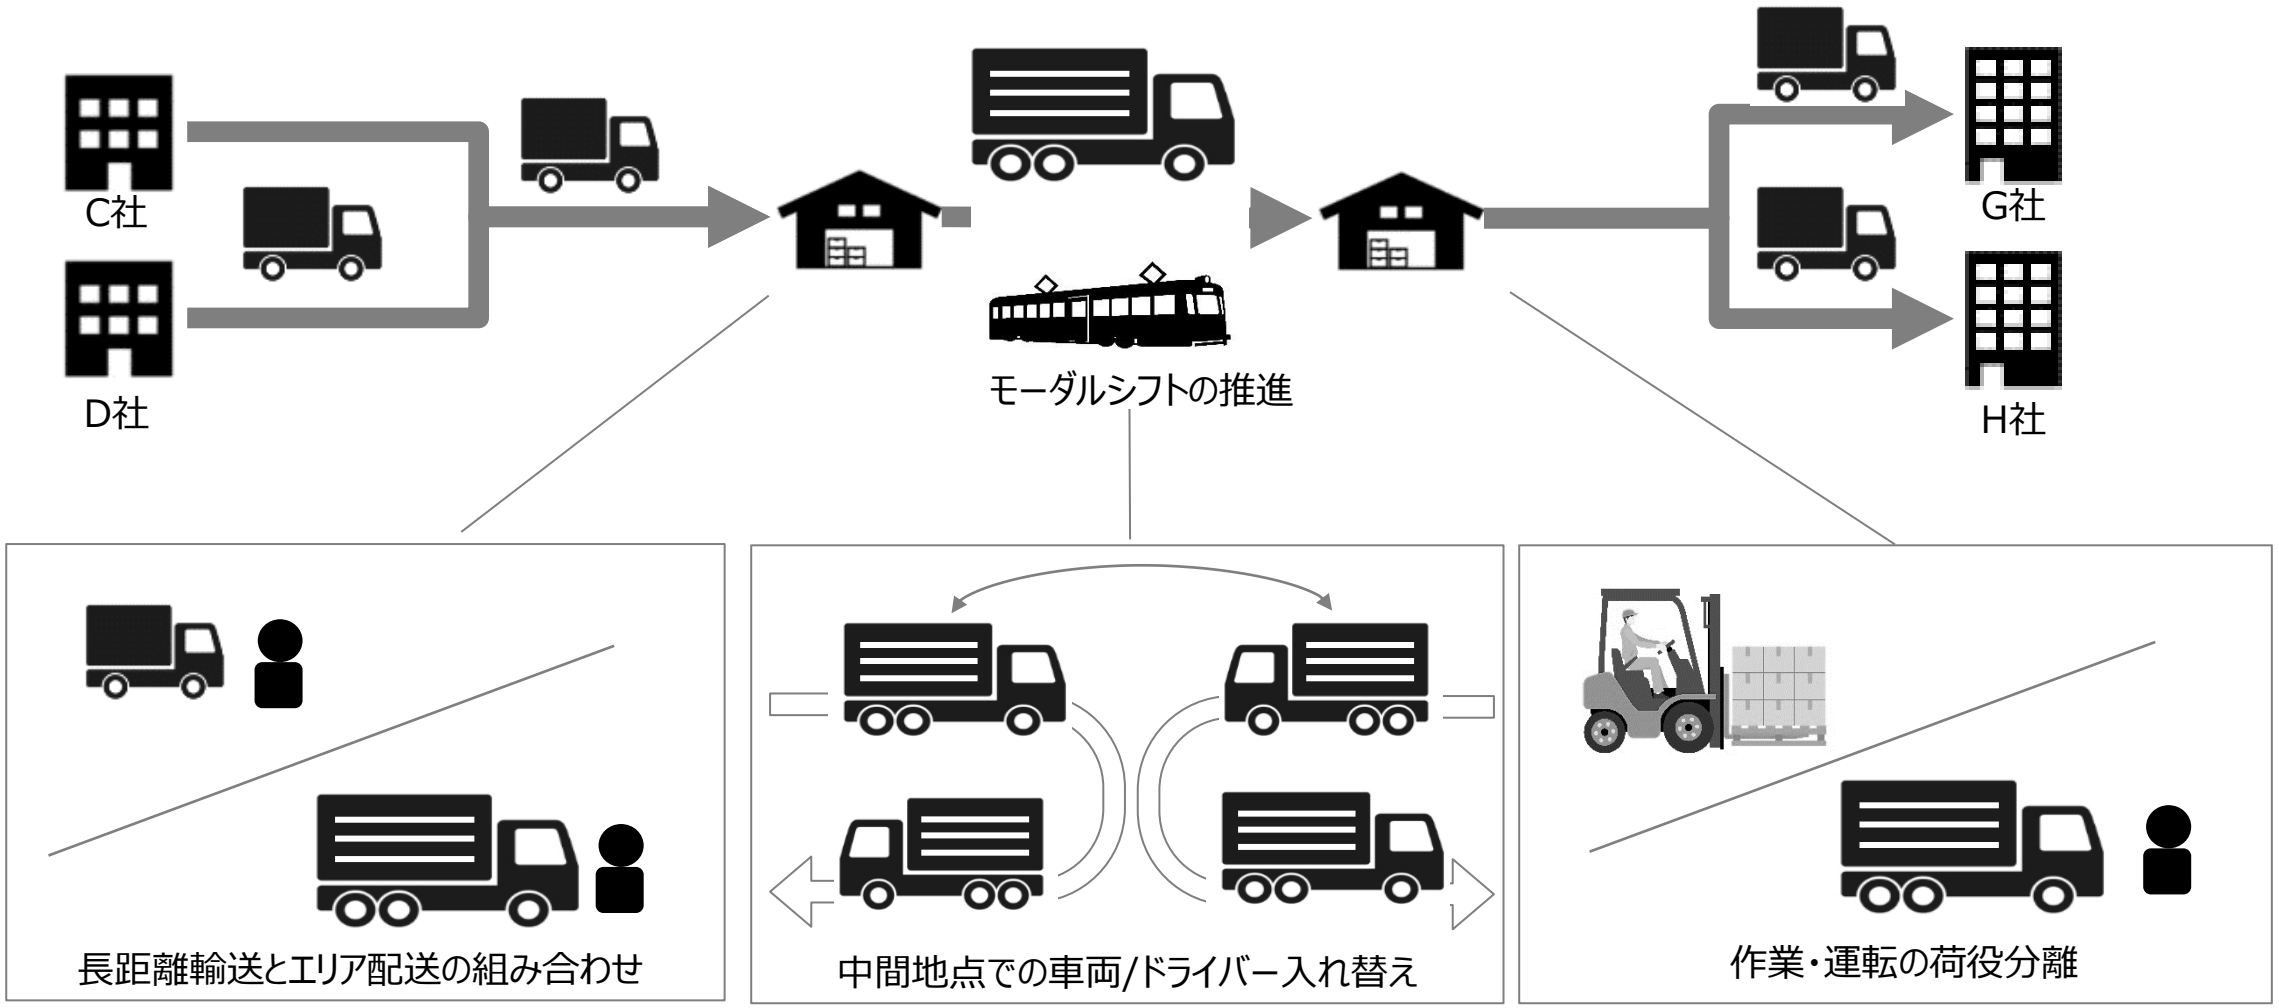 C社
D社
モーダルシフトの推進
G社
H社
長距離輸送とエリア配送の組み合わせ
中間地点での車両/ドライバー入れ替え
作業・運転の荷役分離